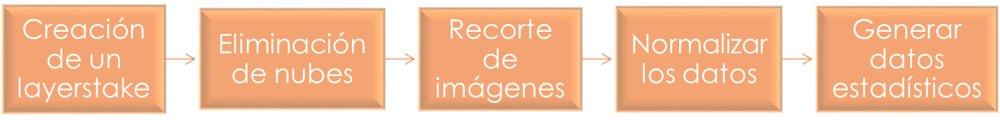 Creación
de un
layerstake
Eliminación
de nubes
Recorte
de
imágenes
Normalizar
los datos
Generar
datos
estadísticos